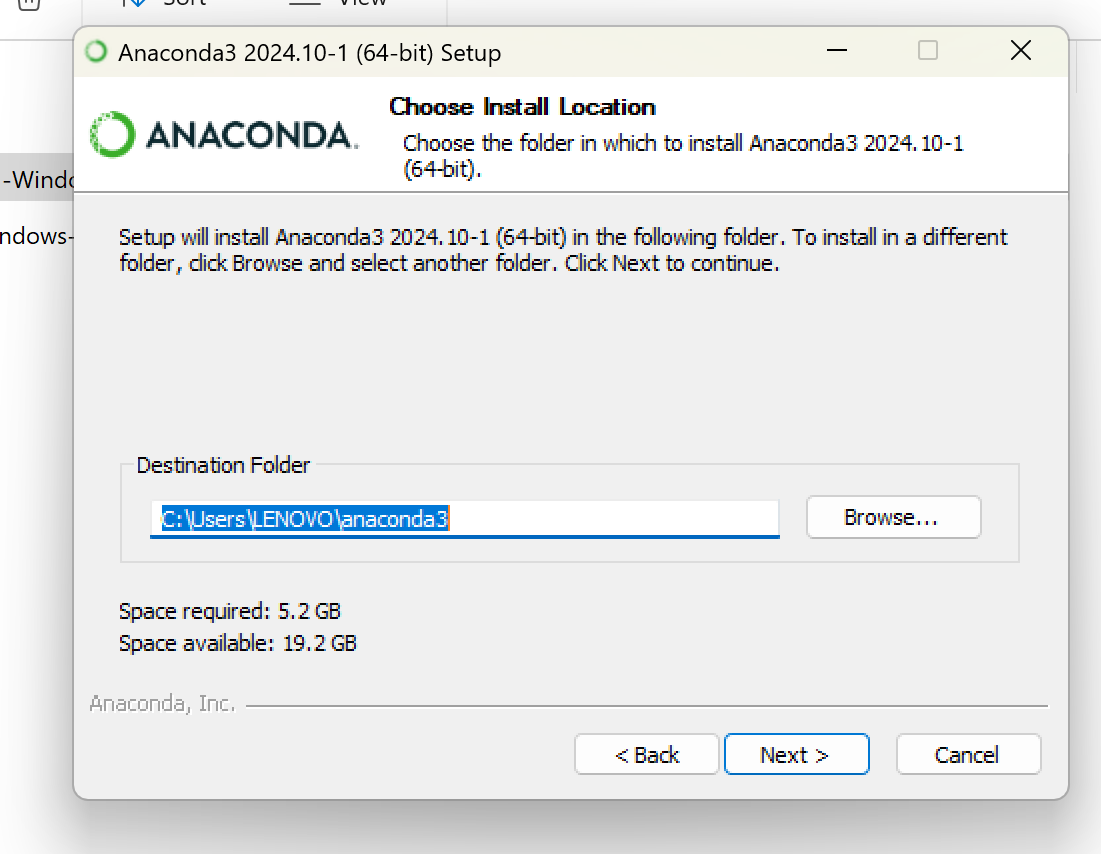 Sort
View
Anaconda3 2024.10-1 (64-bit) Setup
ANACONDA.
Choose Install Location
Choose the folder in which to install Anaconda3 2024.10-1
(64-bit).
-Windo
ndows-
Setup will install Anaconda3 2024.10-1 (64-bit) in the following folder. To install in a different
folder, click Browse and select another folder. Click Next to continue.
Destination Folder
C:\Users\LENOVO\anaconda3
Browse...
Space required: 5.2 GB
Space available: 19.2 GB
Anaconda, Inc.
< Back
Next >
Cancel